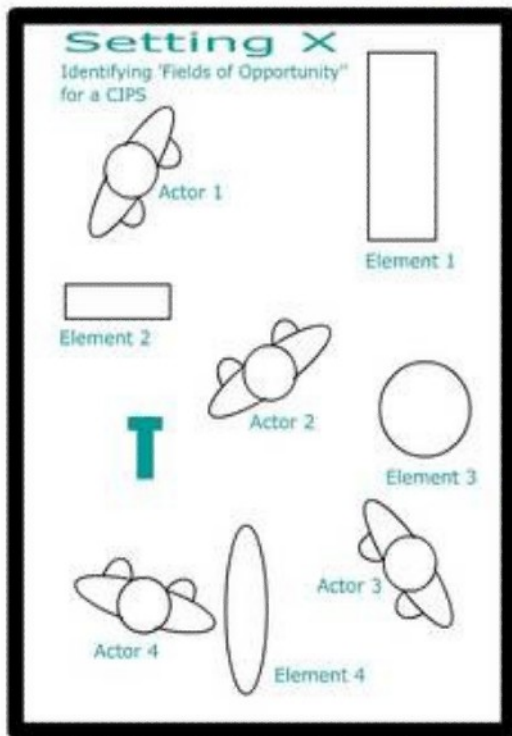 Setting X
Identifying 'Fields of Opportunity"
for a CIPS
Actor 1
Element 1
Element 2
Actor 2
T
Element 3
Actor 3
Actor 4
Element 4